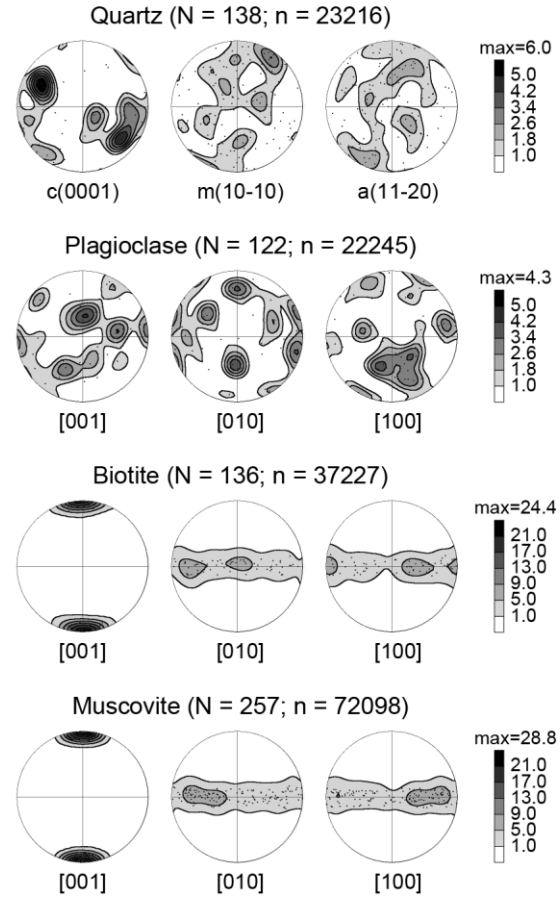 Quartz (N = 138; n = 23216)
max=6.0
5.0
4.2
3.4
2.6
1.8
1.0
c(0001) m(10-10) a(11-20)
Plagioclase (N = 122; n = 22245)
max=4.3
5.0
4.2
3.4
2.6
1.8
1.0
[001] [010] [100]
Biotite (N = 136; n = 37227)
max=24.4
21.0
17.0
13.0
9.0
5.0
1.0
[001] [010] [100]
Muscovite (N = 257; n = 72098)
max=28.8
21.0
17.0
13.0
9.0
5.0
1.0
[001] [010] [100]